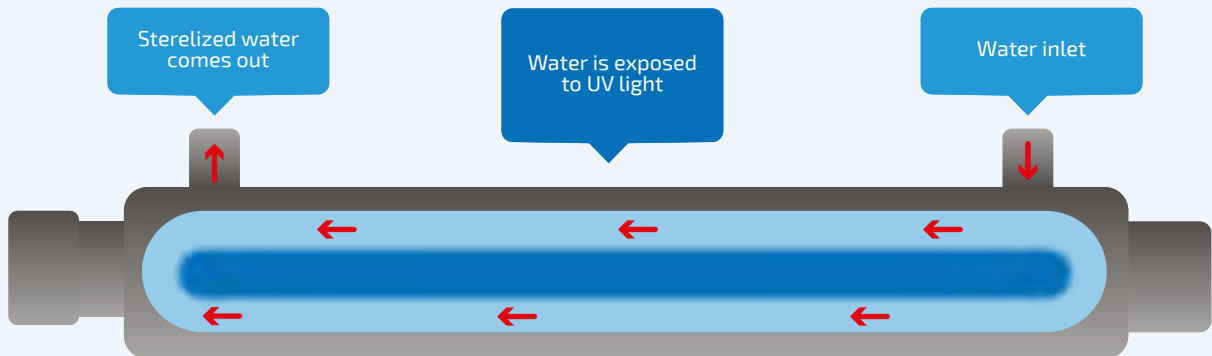 Sterelized water
comes out
Water is exposed
to UV light
Water inlet